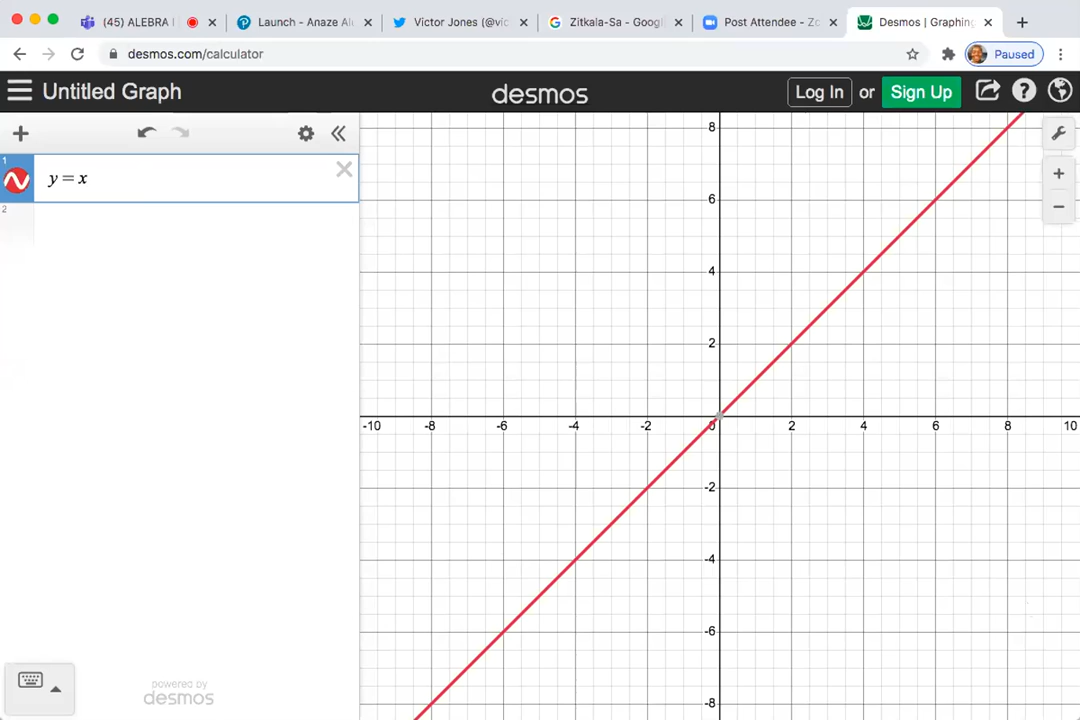 (45) ALEBRA
Launch - Anaze Al
Victor Jones (@vic
Zitkala-Sa - Googl
Post Attendee - Zo
Desmos | Graphing
desmos.com/calculator
Paused
Untitled Graph
desmos
Log In or Sign Up
1
y = x
2
8
6
4
2
-10 -8 -6 -4 -2 0 2 4 6 8 10
-2
-4
-6
-8
powered by
desmos